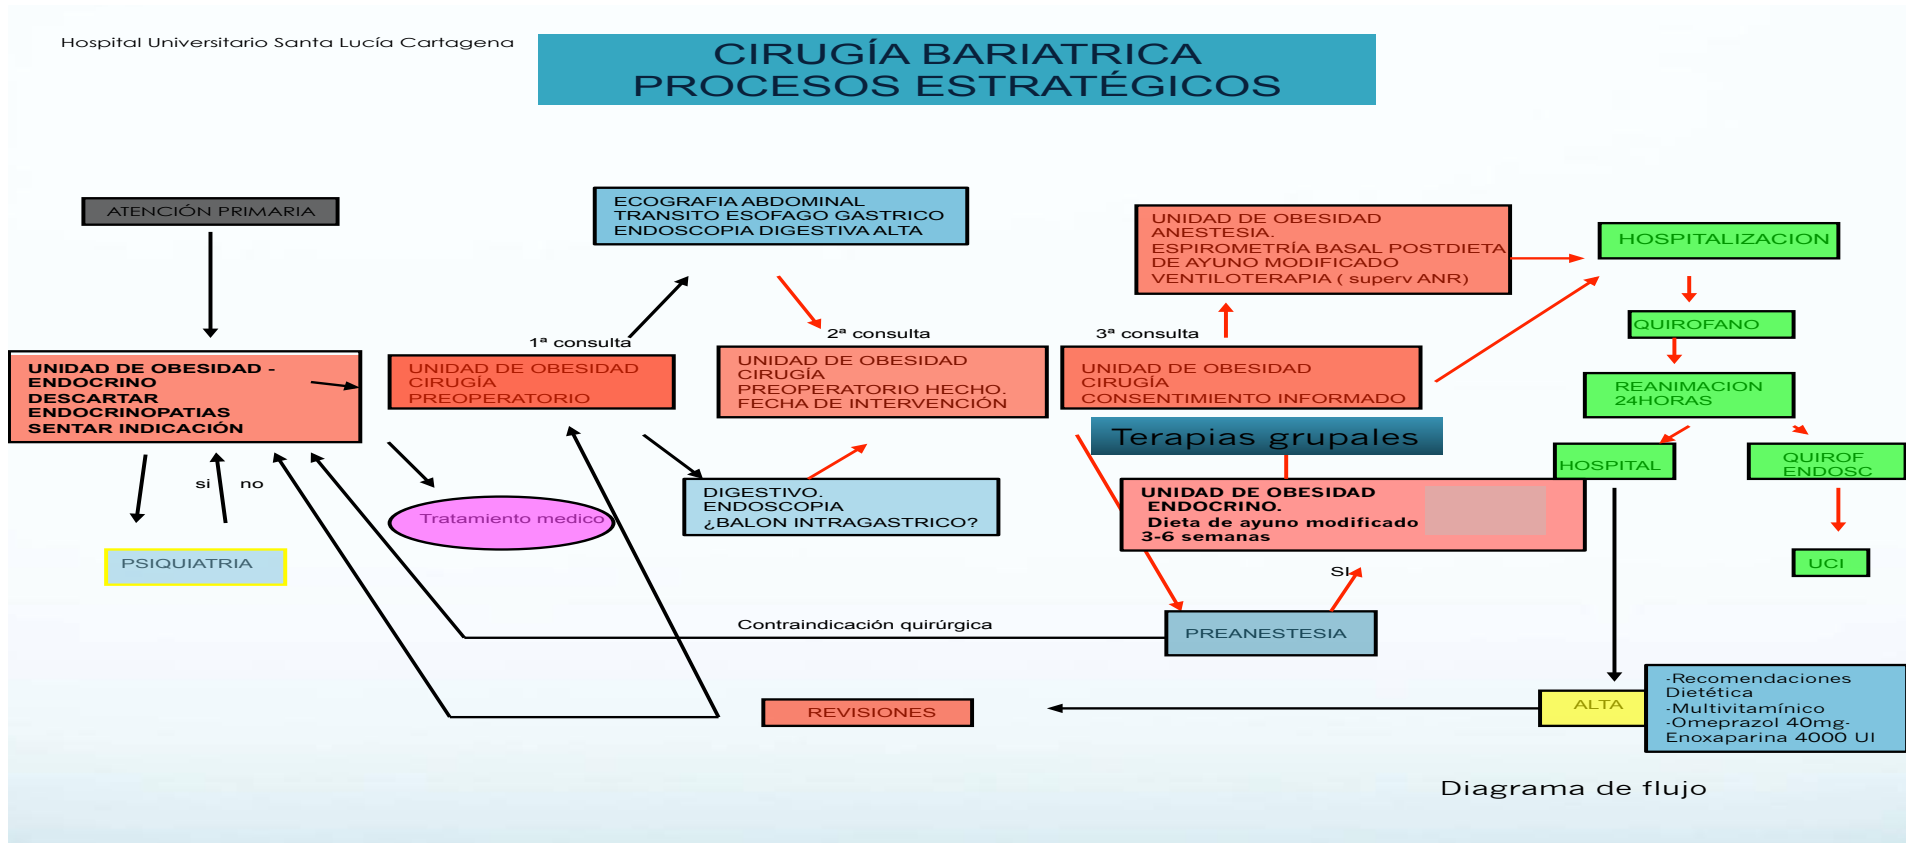 Hospital Universitario Santa Lucía Cartagena
CIRUGÍA BARIATRICA
PROCESOS ESTRATÉGICOS
ATENCIÓN PRIMARIA
ECOGRAFIA ABDOMINAL
TRANSITO ESOFAGO GASTRICO
ENDOSCOPIA DIGESTIVA ALTA
UNIDAD DE OBESIDAD
ANESTESIA.
ESPIROMETRÍA BASAL POSTDIETA
DE AYUNO MODIFICADO
VENTILOTERAPIA ( superv ANR)
HOSPITALIZACION
QUIROFANO
1ª consulta
2ª consulta
3ª consulta
UNIDAD DE OBESIDAD -
ENDOCRINO
DESCARTAR
ENDOCRINOPATIAS
SENTAR INDICACIÓN
UNIDAD DE OBESIDAD
CIRUGÍA
PREOPERATORIO
UNIDAD DE OBESIDAD
CIRUGÍA
PREOPERATORIO HECHO.
FECHA DE INTERVENCIÓN
UNIDAD DE OBESIDAD
CIRUGÍA
CONSENTIMIENTO INFORMADO
REANIMACION
24HORAS
Terapias grupales
HOSPITAL
QUIROF
ENDOSC
si no
Tratamiento medico
DIGESTIVO.
ENDOSCOPIA
¿BALON INTRAGASTRICO?
UNIDAD DE OBESIDAD
ENDOCRINO.
Dieta de ayuno modificado
3-6 semanas
PSIQUIATRIA
SI
UCI
Contraindicación quirúrgica
PREANESTESIA
REVISIONES
ALTA
-Recomendaciones
Dietética
-Multivitamínico
-Omeprazol 40mg-
Enoxaparina 4000 UI
Diagrama de flujo